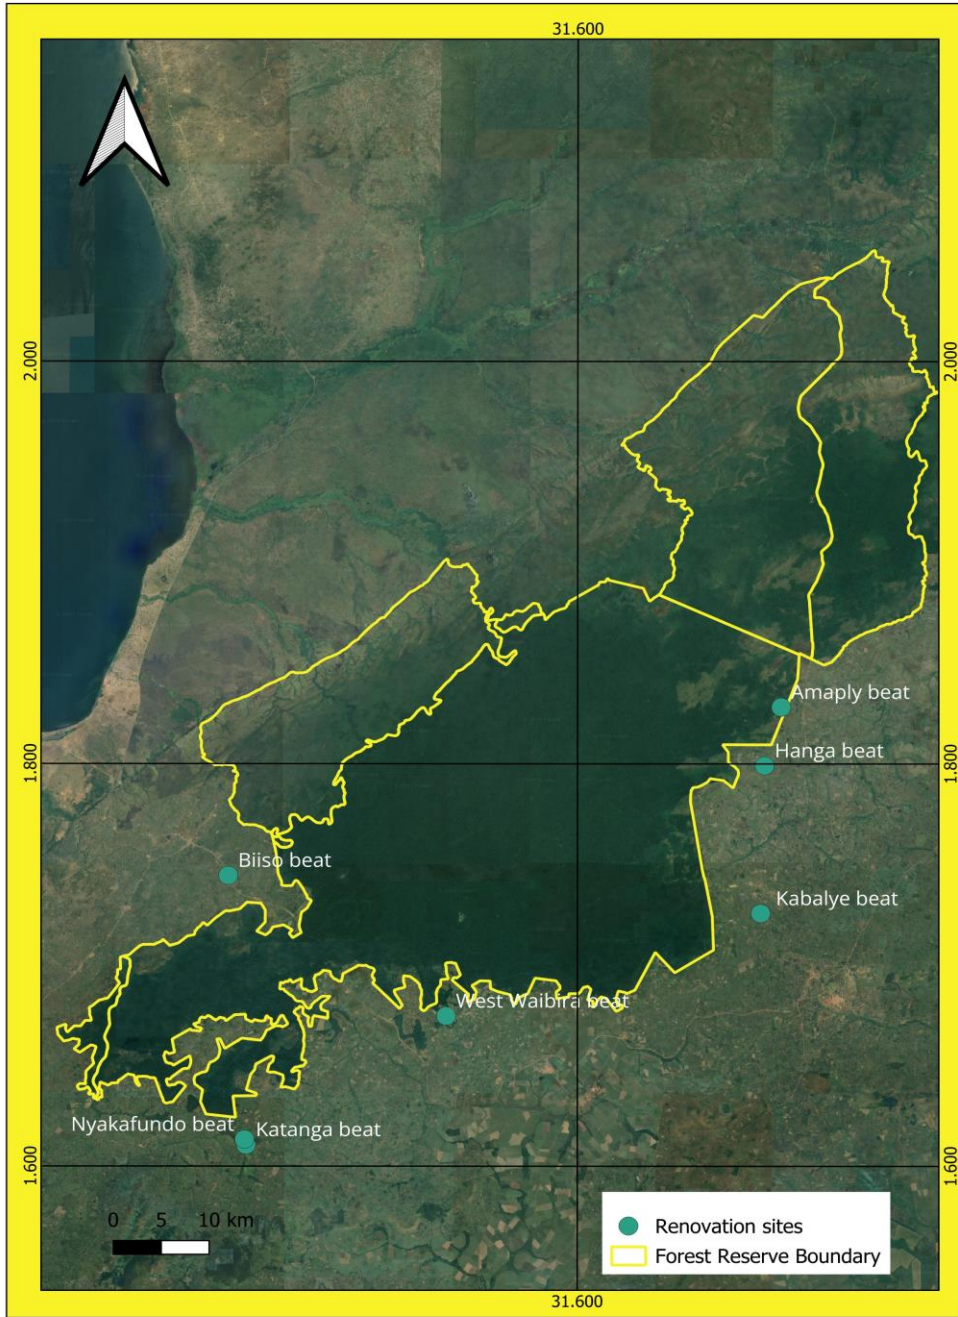 31.600
2.000
2.000
Amaply beat
Hanga beat
1.800
1.800
Biiso beat
Kabalye beat
West Waibira beat
Nyakafundo beat
Katanga beat
1.600
1.600
0 5 10 km
Renovation sites
Forest Reserve Boundary
31.600